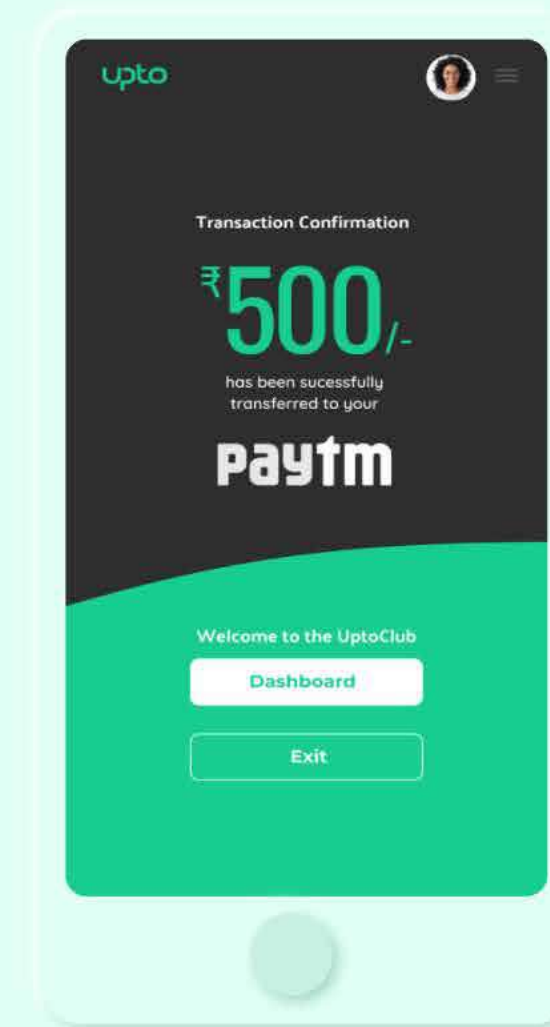 upto
Transaction Confirmation
₹500/-
has been sucessfully
transferred to your
paytm
Welcome to the UptoClub
Dashboard
Exit